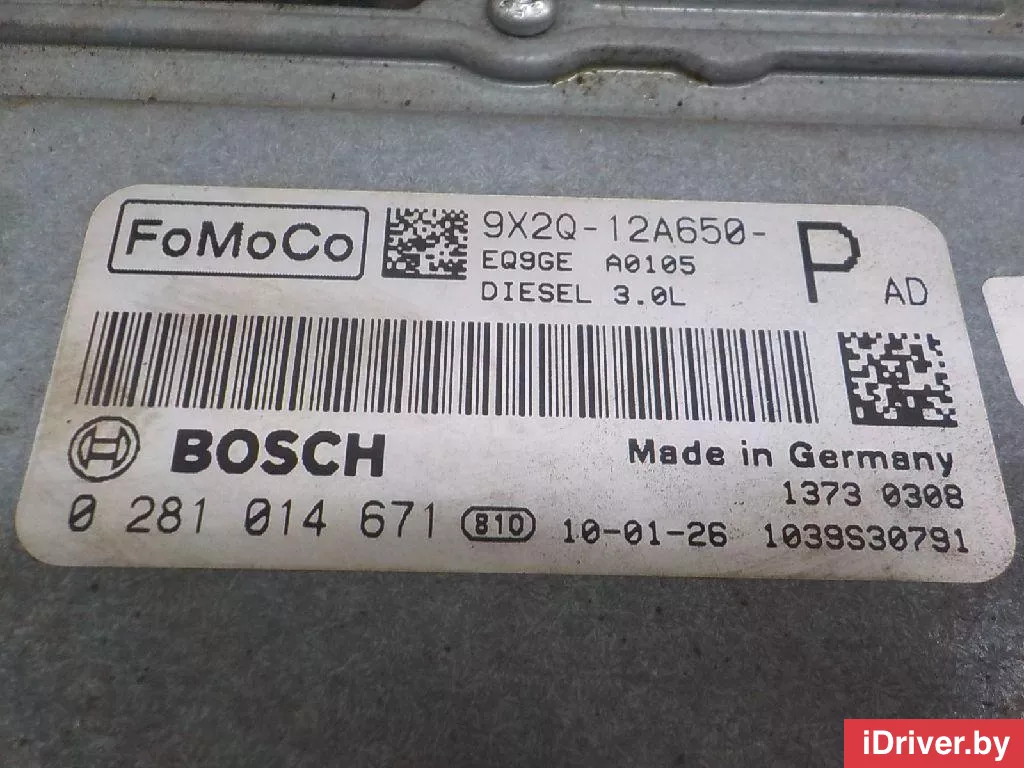 FoMoCo
9X2Q-12A650-
P
AD
EQ9GE A0105
DIESEL 3.0L
BOSCH
Made in Germany
1373 0308
0 281 014 671 810 10-01-26 1039S30791
iDriver.by